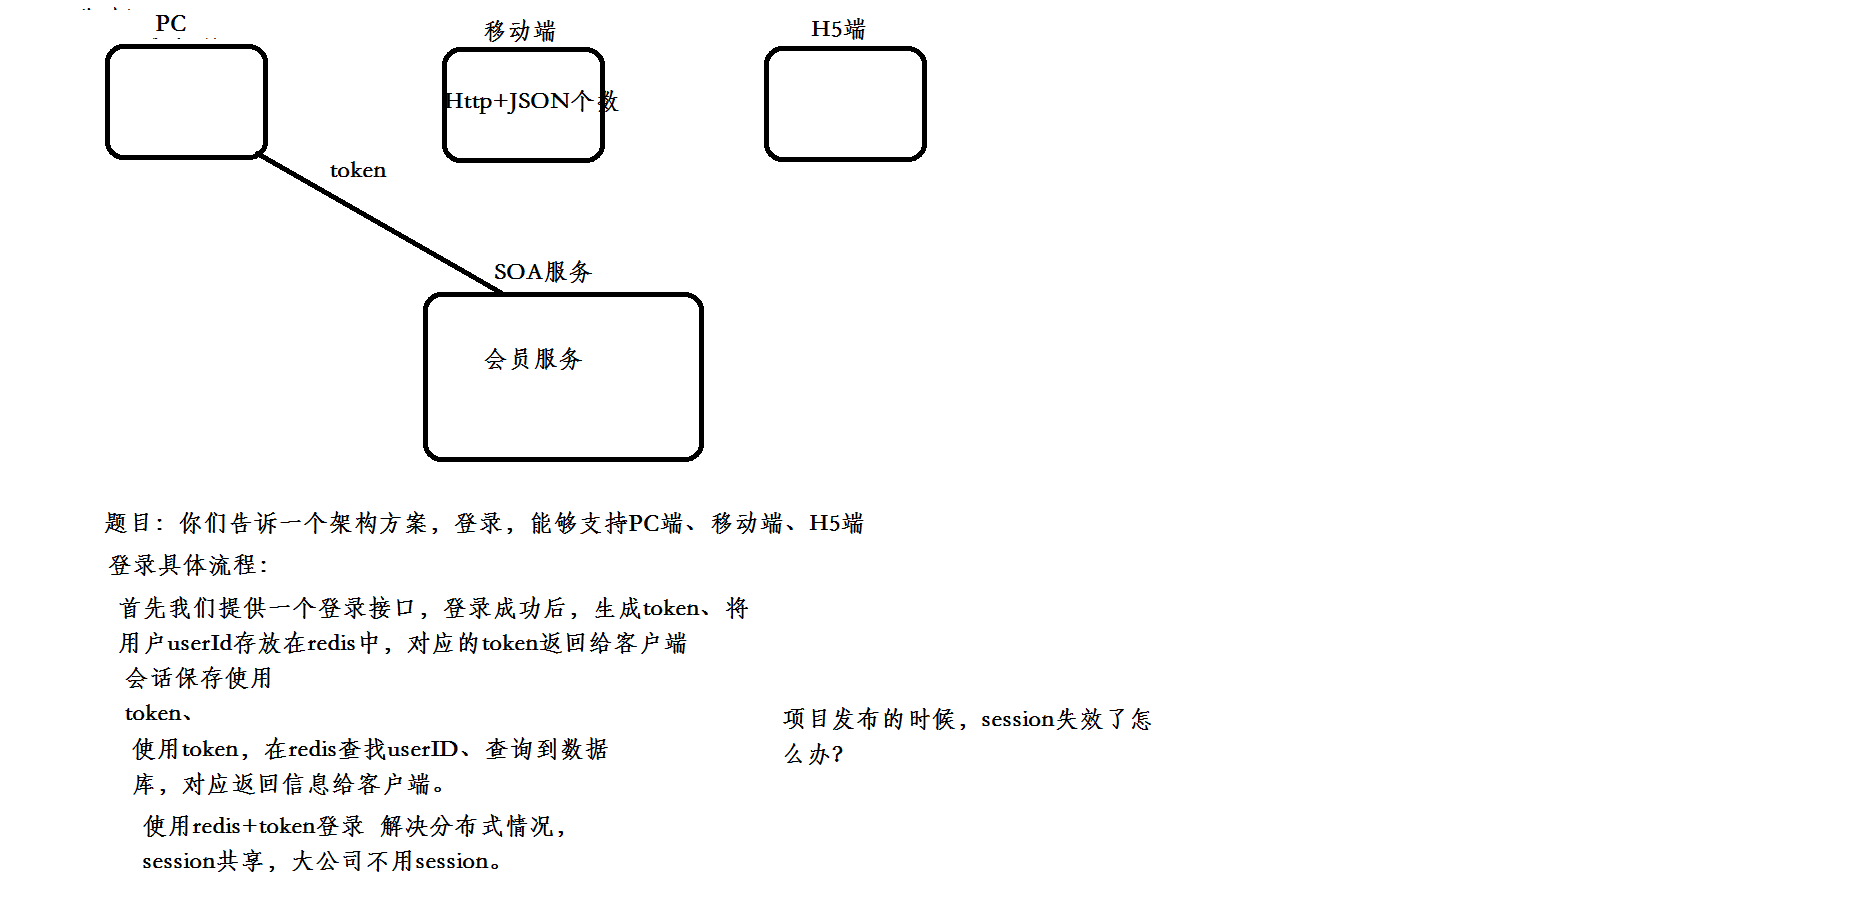 PC
移动端
H5端
Http+JSON个数
token
SOA服务
会员服务
题目：你们告诉一个架构方案，登录，能够支持PC端、移动端、H5端
登录具体流程：
首先我们提供一个登录接口，登录成功后，生成token、将
用户userId存放在redis中，对应的token返回给客户端
会话保存使用
token、
使用token，在redis查找userID、查询到数据
库，对应返回信息给客户端。
使用redis+token登录 解决分布式情况，
session共享，大公司不用session。
项目发布的时候，session失效了怎
么办？